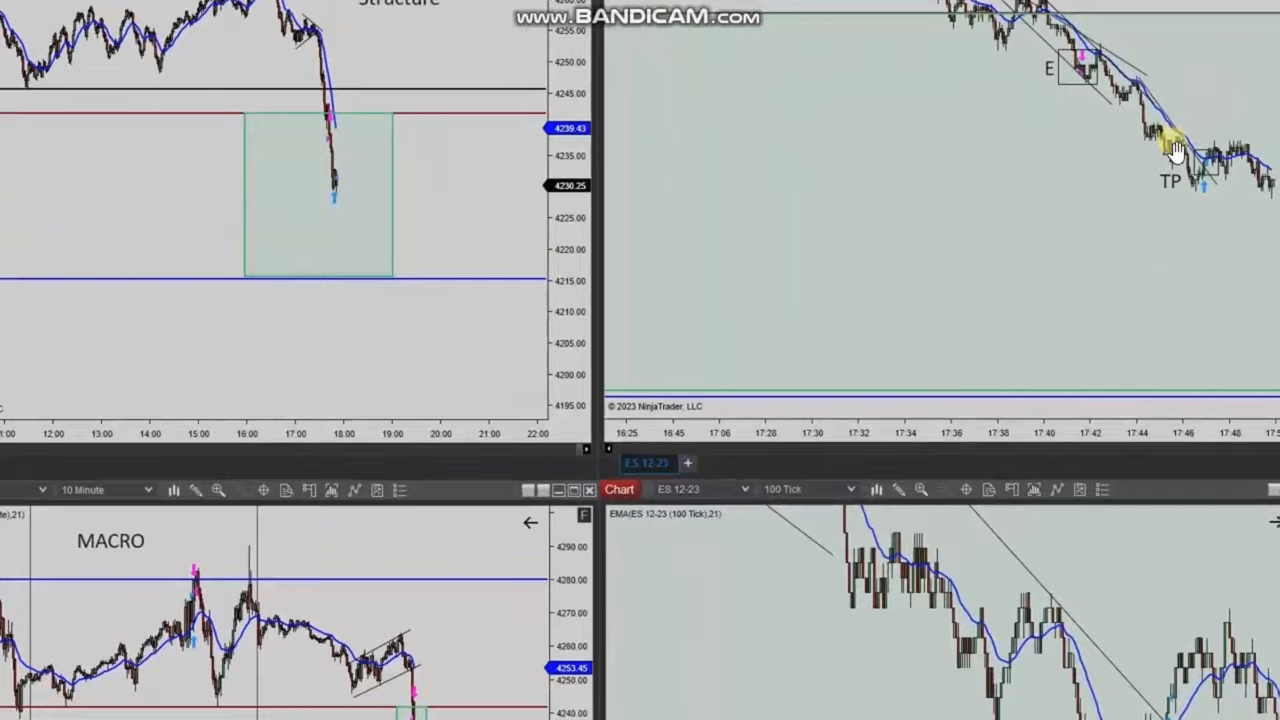 Structure
www.BANDICAM.com
4260.00
4255.00
4250.00
4245.00
4239.43
4235.00
4230.25
4225.00
4220.00
4215.00
4210.00
4205.00
4200.00
4195.00
E
TP
© 2023 NinjaTrader, LLC
11:00 12:00 13:00 14:00 15:00 16:00 17:00 18:00 19:00 20:00 21:00 22:00
16:25 16:45 17:06 17:28 17:30 17:32 17:34 17:36 17:38 17:40 17:42 17:44 17:46 17:48
ES 12-23 +
10 Minute
Chart ES 12-23 100 Tick
MACRO
F
4290.00
4280.00
4270.00
4260.00
4253.45
4250.00
4240.00
EMA(ES 12-23 (100 Tick),21)